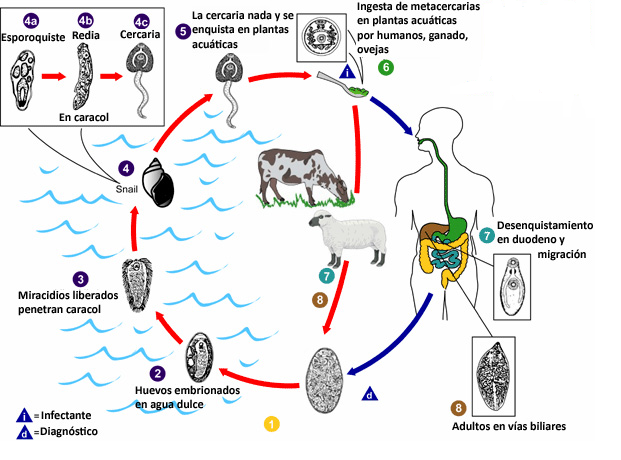 4a
4b
4c
Esporoquiste
Redia
Cercaria
En caracol
5
La cercaria nada y se
enquista en plantas
acuáticas
Ingesta de metacercarias
en plantas acuáticas
por humanos, ganado,
ovejas
i
6
4
Snail
7
Desenquistamiento
en duodeno y
migración
3
Miracidios liberados
penetran caracol
7
8
2
Huevos embrionados
en agua dulce
d
1
8
Adultos en vías biliares
i = Infectante
d = Diagnóstico